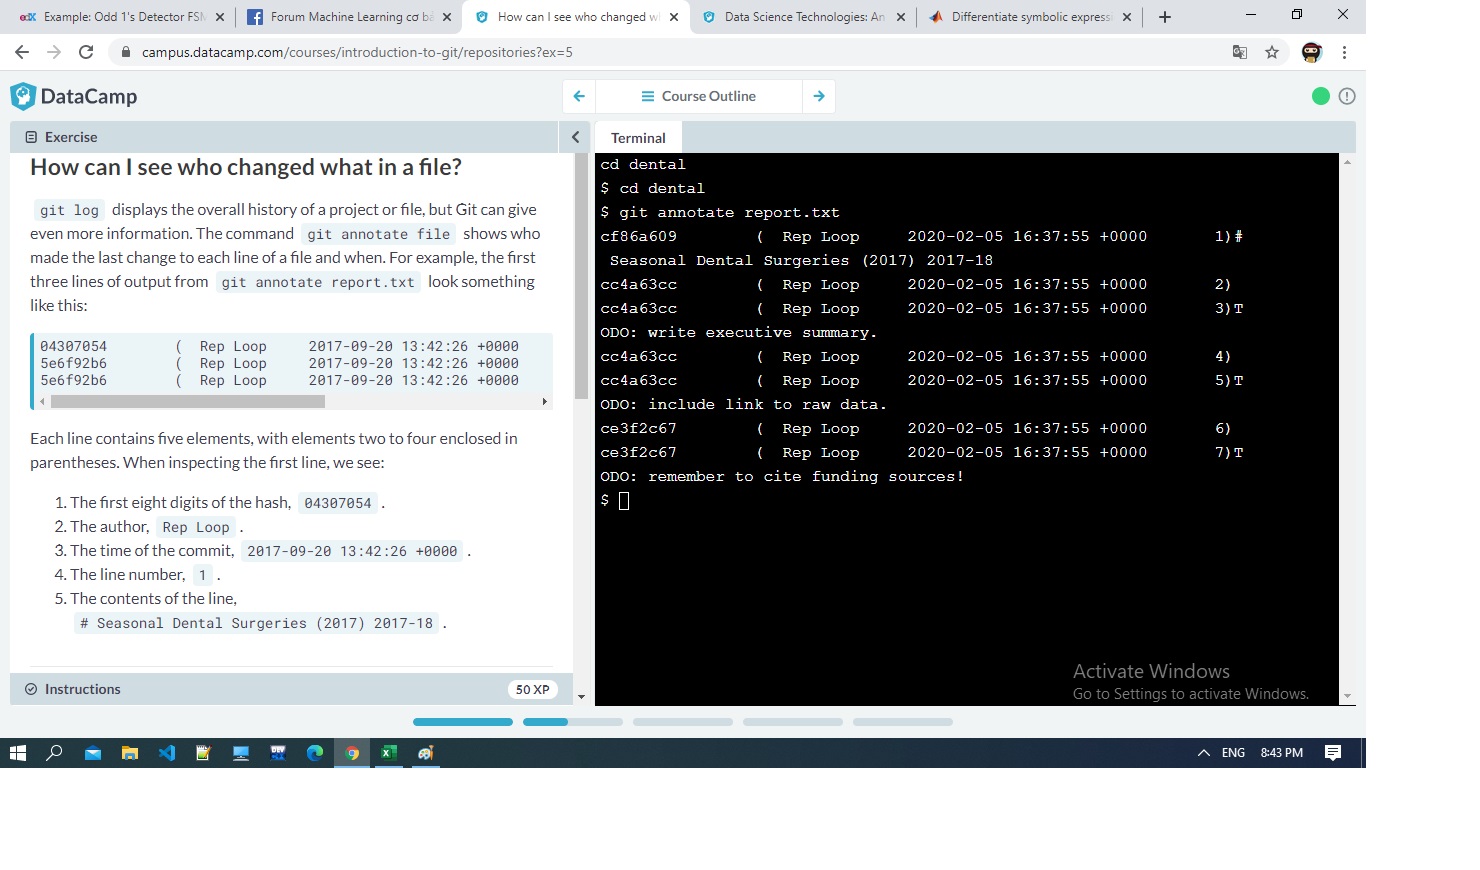 Example: Odd 1's Detector FSM
Forum Machine Learning cơ bả
How can I see who changed w
Data Science Technologies: An
Differentiate symbolic expressi
campus.datacamp.com/courses/introduction-to-git/repositories?ex=5
DataCamp
Course Outline
Exercise
Terminal
How can I see who changed what in a file?
git log displays the overall history of a project or file, but Git can give
even more information. The command git annotate file shows who
made the last change to each line of a file and when. For example, the first
three lines of output from git annotate report.txt look something
like this:
04307054 ( Rep Loop 2017-09-20 13:42:26 +0000
5e6f92b6 ( Rep Loop 2017-09-20 13:42:26 +0000
5e6f92b6 ( Rep Loop 2017-09-20 13:42:26 +0000
Each line contains five elements, with elements two to four enclosed in
parentheses. When inspecting the first line, we see:
1. The first eight digits of the hash, 04307054 .
2. The author, Rep Loop .
3. The time of the commit, 2017-09-20 13:42:26 +0000 .
4. The line number, 1 .
5. The contents of the line,
# Seasonal Dental Surgeries (2017) 2017-18 .
Instructions
50 XP
cd dental
$ cd dental
$ git annotate report.txt
cf86a609 ( Rep Loop 2020-02-05 16:37:55 +0000 1)#
Seasonal Dental Surgeries (2017) 2017-18
cc4a63cc ( Rep Loop 2020-02-05 16:37:55 +0000 2)
cc4a63cc ( Rep Loop 2020-02-05 16:37:55 +0000 3)T
ODO: write executive summary.
cc4a63cc ( Rep Loop 2020-02-05 16:37:55 +0000 4)
cc4a63cc ( Rep Loop 2020-02-05 16:37:55 +0000 5)T
ODO: include link to raw data.
ce3f2c67 ( Rep Loop 2020-02-05 16:37:55 +0000 6)
ce3f2c67 ( Rep Loop 2020-02-05 16:37:55 +0000 7)T
ODO: remember to cite funding sources!
$
Activate Windows
Go to Settings to activate Windows.
ENG
8:43 PM